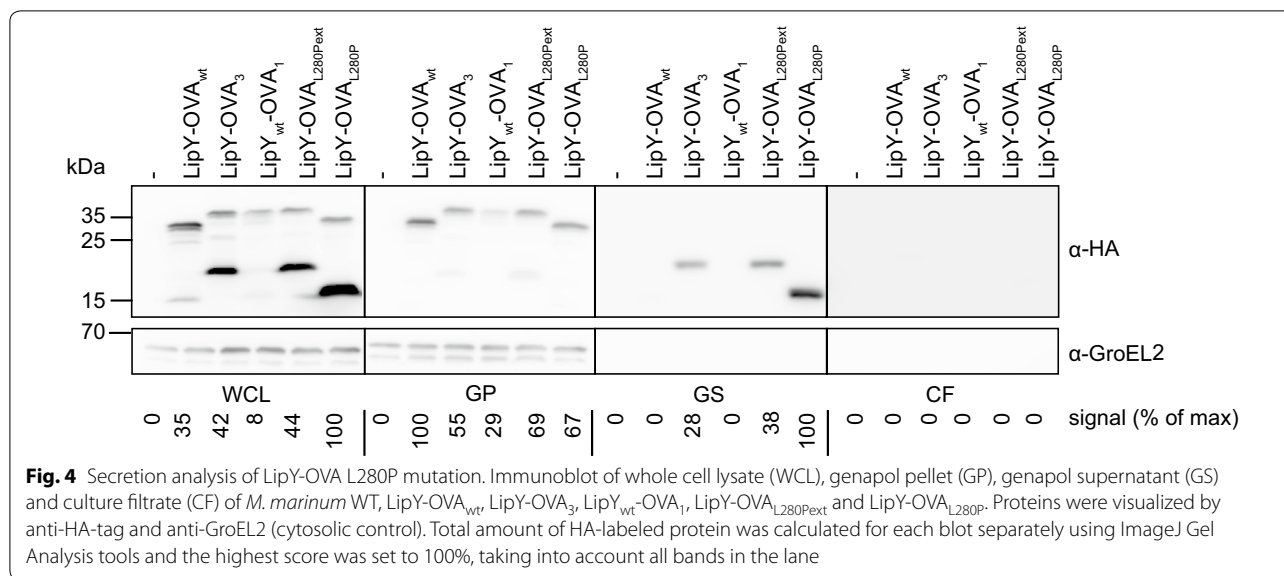 - LipY-OVAwt LipY-OVA3 LipYwt-OVA1 LipY-OVAL280Pext LipY-OVAL280P - LipY-OVAwt LipY-OVA3 LipYwt-OVA1 LipY-OVAL280Pext LipY-OVAL280P - LipY-OVAwt LipY-OVA3 LipYwt-OVA1 LipY-OVAL280Pext LipY-OVAL280P - LipY-OVAwt LipY-OVA3 LipYwt-OVA1 LipY-OVAL280Pext LipY-OVAL280P
kDa
35
25
15
α-HA
70
α-GroEL2
WCL GP GS CF
0 35 42 8 44 100 0 100 55 29 69 67 0 0 28 0 38 100 0 0 0 0 0 0 signal (% of max)
Fig. 4 Secretion analysis of LipY-OVA L280P mutation. Immunoblot of whole cell lysate (WCL), genapol pellet (GP), genapol supernatant (GS)
and culture filtrate (CF) of M. marinum WT, LipY-OVAwt, LipY-OVA3, LipYwt-OVA1, LipY-OVAL280Pext and LipY-OVAL280P. Proteins were visualized by
anti-HA-tag and anti-GroEL2 (cytosolic control). Total amount of HA-labeled protein was calculated for each blot separately using ImageJ Gel
Analysis tools and the highest score was set to 100%, taking into account all bands in the lane